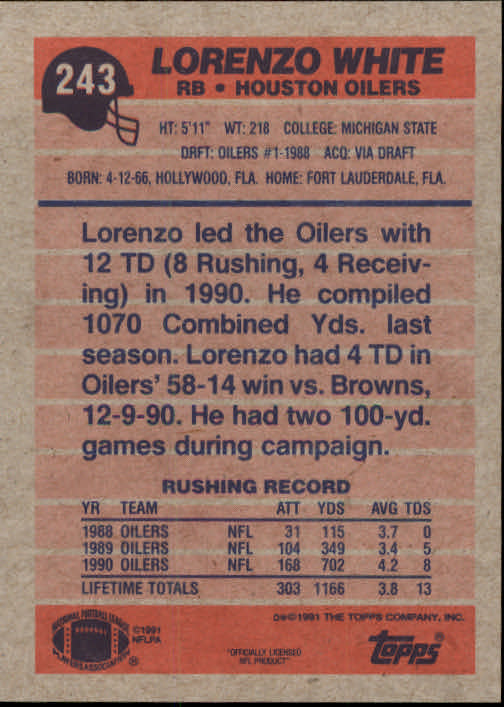 243
LORENZO WHITE
RB • HOUSTON OILERS
HT: 5'11" WT: 218 COLLEGE: MICHIGAN STATE
DRFT: OILERS #1-1988 ACQ: VIA DRAFT
BORN: 4-12-66, HOLLYWOOD, FLA. HOME: FORT LAUDERDALE, FLA.
Lorenzo led the Oilers with
12 TD (8 Rushing, 4 Receiv-
ing) in 1990. He compiled
1070 Combined Yds. last
season. Lorenzo had 4 TD in
Oilers' 58-14 win vs. Browns,
12-9-90. He had two 100-yd.
games during campaign.
RUSHING RECORD
YR TEAM ATT YDS AVG TDS
1988 OILERS NFL 31 115 3.7 0
1989 OILERS NFL 104 349 3.4 5
1990 OILERS NFL 168 702 4.2 8
LIFETIME TOTALS 303 1166 3.8 13
NATIONAL FOOTBALL LEAGUE
PLAYERS ASSOCIATION
©1991
NFLPA
®
"OFFICIALLY LICENSED
NFL PRODUCT"
©1991 THE TOPPS COMPANY, INC.
topps®